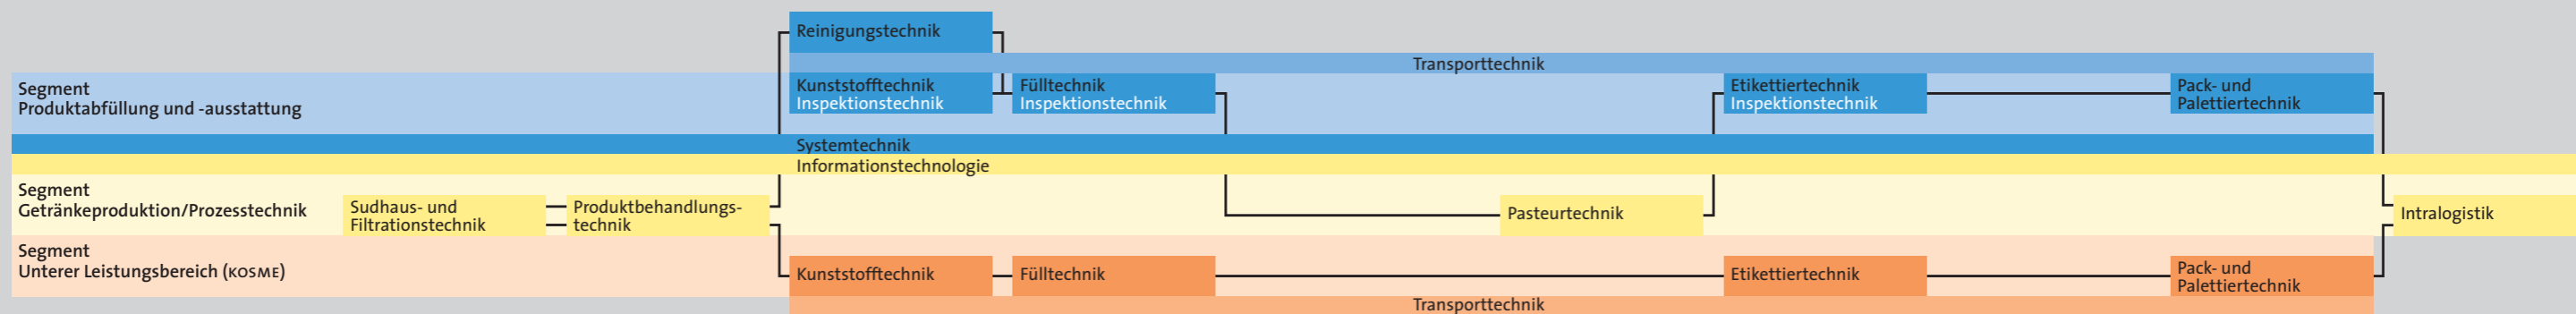 Reinigungstechnik
Transporttechnik
Segment
Produktabfüllung und -ausstattung
Kunststofftechnik
Inspektionstechnik
Fülltechnik
Inspektionstechnik
Etikettiertechnik
Inspektionstechnik
Pack- und
Palettiertechnik
Systemtechnik
Informationstechnologie
Segment
Getränkeproduktion/Prozesstechnik
Sudhaus- und
Filtrationstechnik
Produktbehandlungs-
technik
Pasteurtechnik
Intralogistik
Segment
Unterer Leistungsbereich (KOSME)
Kunststofftechnik
Fülltechnik
Etikettiertechnik
Pack- und
Palettiertechnik
Transporttechnik